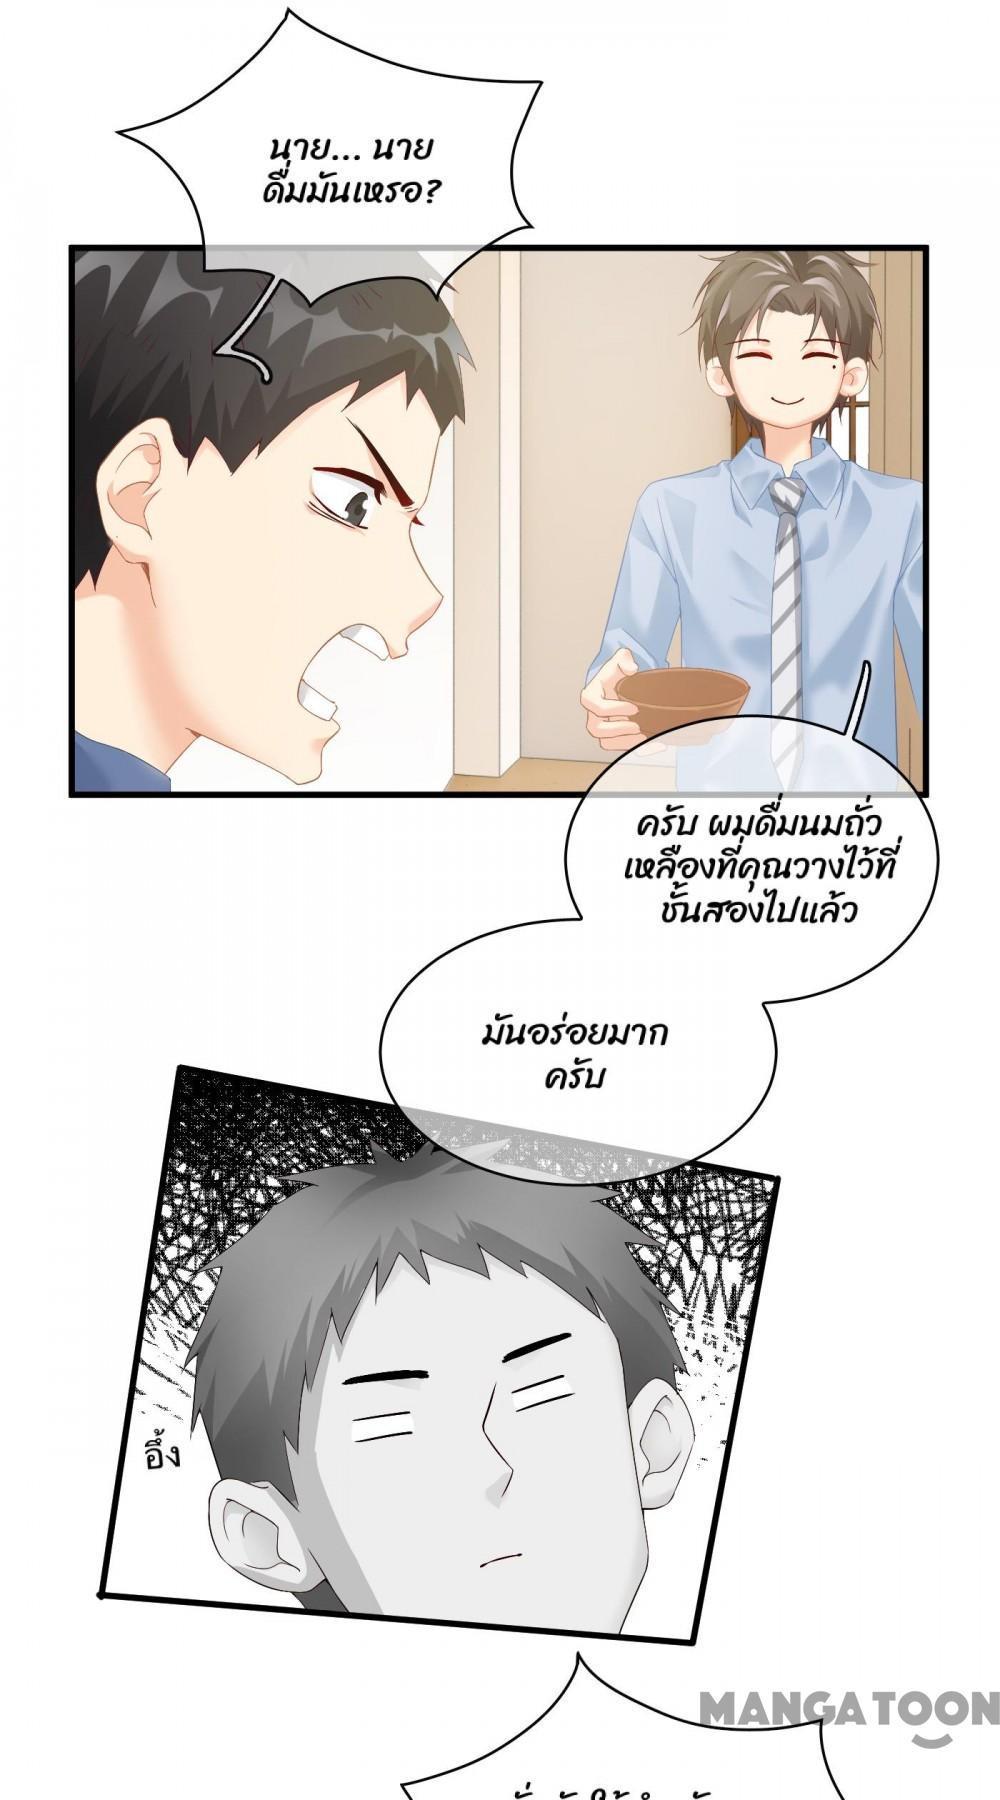 นาย... นาย
ดื่มมันเหรอ?
ครับ ผมดื่มนมถั่ว
เหลืองที่คุณวางไว้ที่
ชั้นสองไปแล้ว
มันอร่อยมาก
ครับ
อึ้ง
MANGATOON